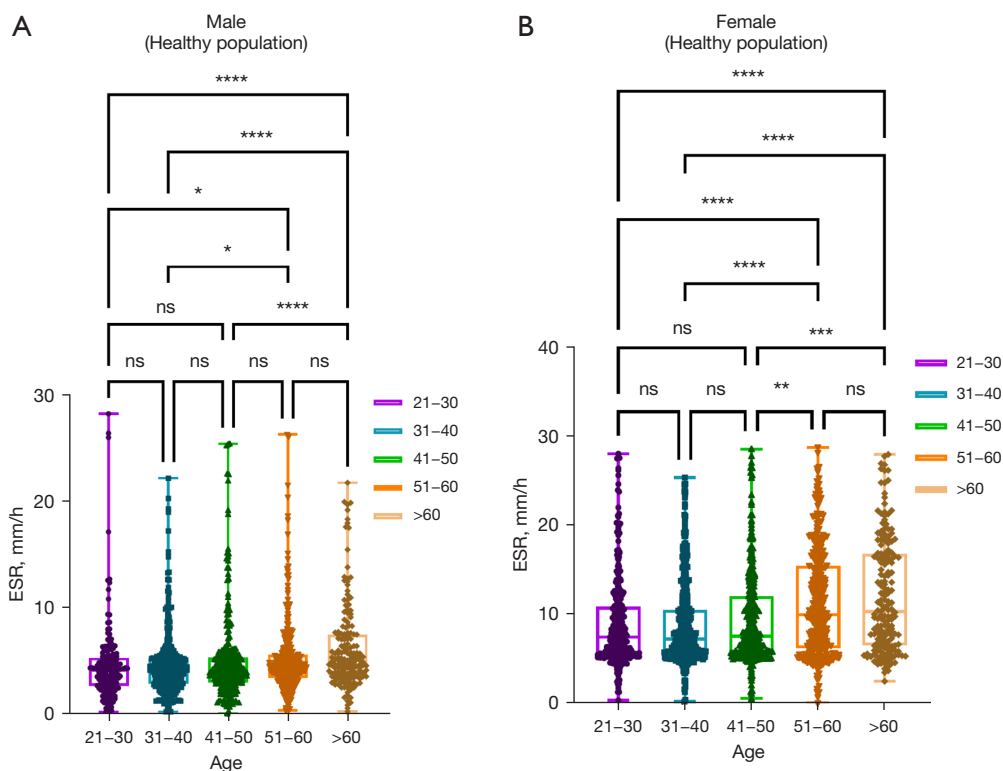 A
Male
(Healthy population)
****
****
*
*
ns
****
ns
ns
ns
ns
30
20
10
0
ESR, mm/h
21–30
31–40
41–50
51–60
>60
21–30
31–40
41–50
51–60
>60
Age
B
Female
(Healthy population)
****
****
****
****
ns
***
ns
ns
**
ns
40
30
20
10
0
ESR, mm/h
21–30
31–40
41–50
51–60
>60
21–30
31–40
41–50
51–60
>60
Age